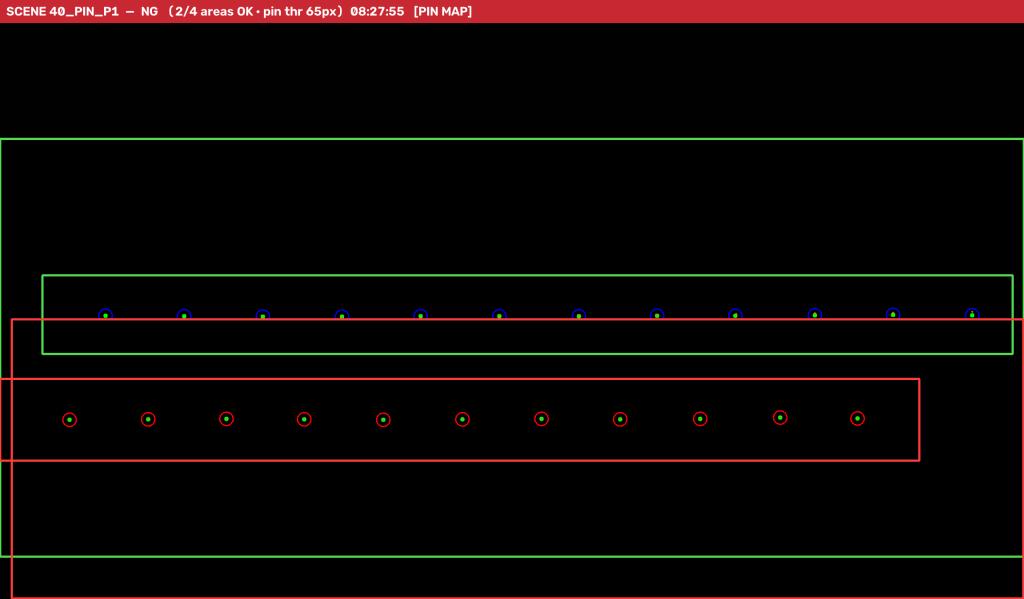 SCENE 40_PIN_P1 — NG (2/4 areas OK • pin thr 65px) 08:27:55 [PIN MAP]